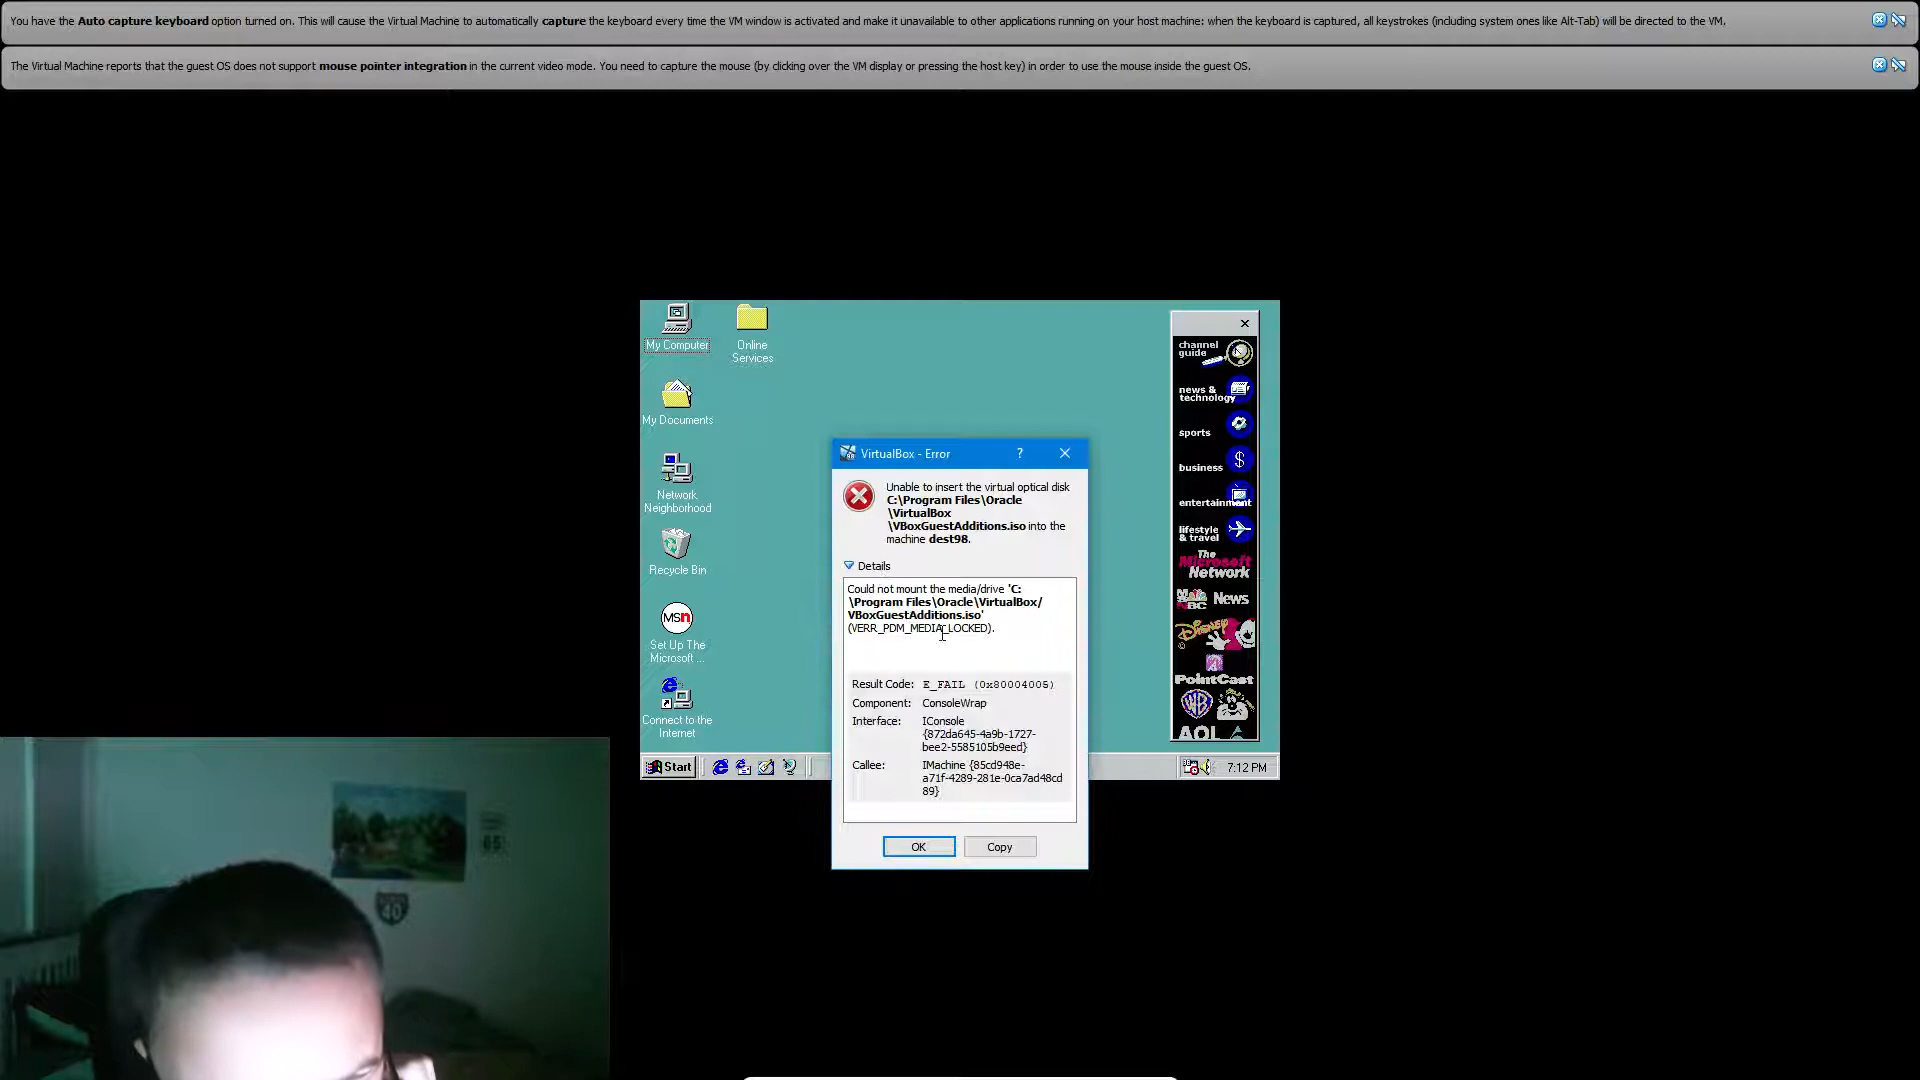 You have the Auto capture keyboard option turned on. This will cause the Virtual Machine to automatically capture the keyboard every time the VM window is activated and make it unavailable to other applications running on your host machine: when the keyboard is captured, all keystrokes (including system ones like Alt-Tab) will be directed to the VM,
The Virtual Machine reports that the guest OS does not support mouse pointer integration in the current video mode. You need to capture the mouse (by clicking over the VM display or pressing the host key) in order to use the mouse inside the guest OS.
My Computer
Online
Services
My Documents
Network
Neighborhood
Recycle Bin
msn
Set Up The
Microsoft ...
Connect to the
Internet
channel
guide
news &
technology
sports
business
entertainment
lifestyle
& travel
The
Microsoft
Network
News
Disney
PointCast
WB
AOL
VirtualBox - Error
?
Unable to insert the virtual optical disk
C:\Program Files\Oracle
\VirtualBox
\VBoxGuestAdditions.iso into the
machine dest98.
Details
Could not mount the media/drive 'C:
\Program Files\Oracle\VirtualBox/
VBoxGuestAdditions.iso'
(VERR_PDM_MEDIA_LOCKED).
Result Code: E_FAIL (0x80004005)
Component: ConsoleWrap
Interface: IConsole
{872da645-4a9b-1727-
bee2-5585105b9eed}
Callee: IMachine {85cd948e-
a71f-4289-281e-0ca7ad48cd
89}
OK
Copy
Start
7:12 PM
65
40